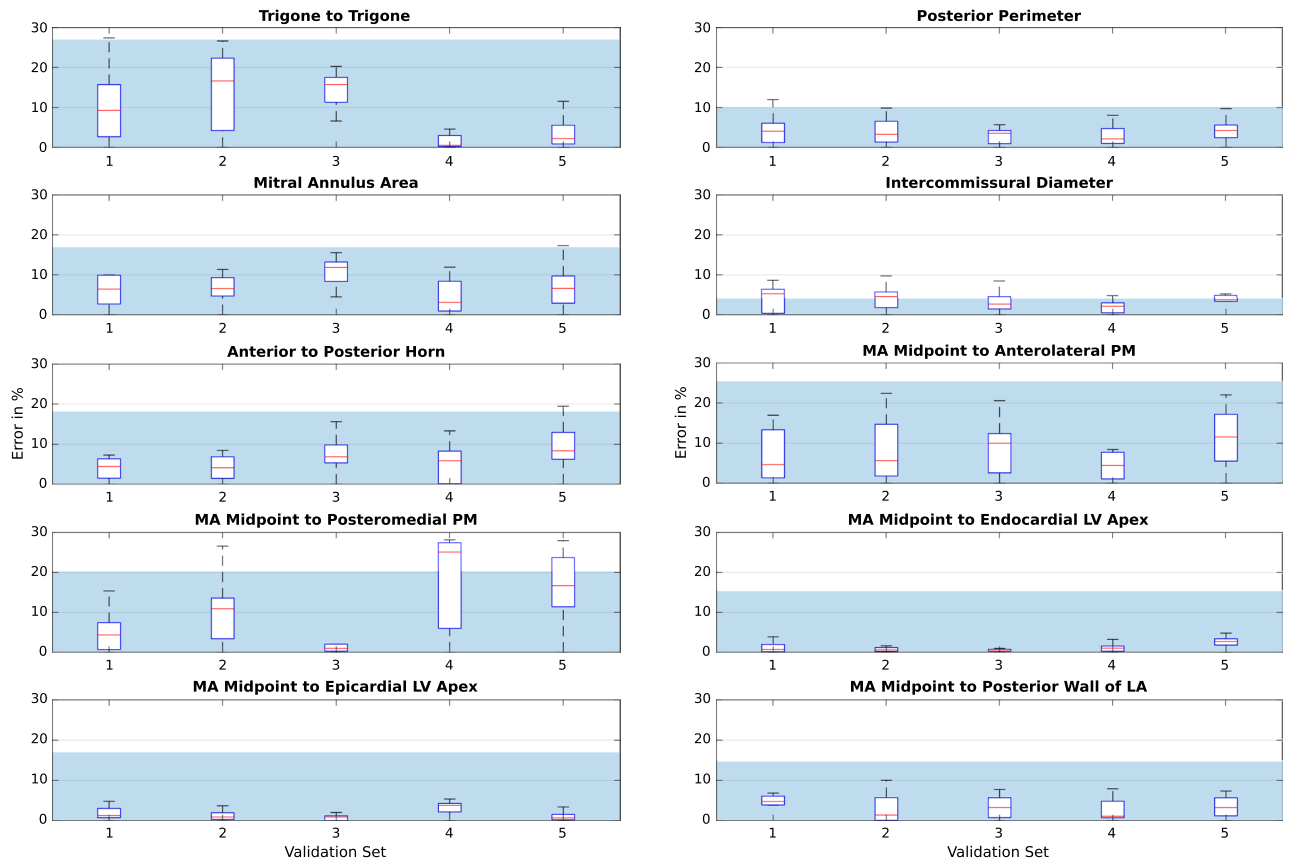 Trigone to Trigone
30
20
10
0
1 2 3 4 5
Posterior Perimeter
30
20
10
0
1 2 3 4 5
Mitral Annulus Area
30
20
10
0
1 2 3 4 5
Intercommissural Diameter
30
20
10
0
1 2 3 4 5
Anterior to Posterior Horn
Error in %
30
20
10
0
1 2 3 4 5
MA Midpoint to Anterolateral PM
Error in %
30
20
10
0
1 2 3 4 5
MA Midpoint to Posteromedial PM
30
20
10
0
1 2 3 4 5
MA Midpoint to Endocardial LV Apex
30
20
10
0
1 2 3 4 5
MA Midpoint to Epicardial LV Apex
30
20
10
0
1 2 3 4 5
Validation Set
MA Midpoint to Posterior Wall of LA
30
20
10
0
1 2 3 4 5
Validation Set